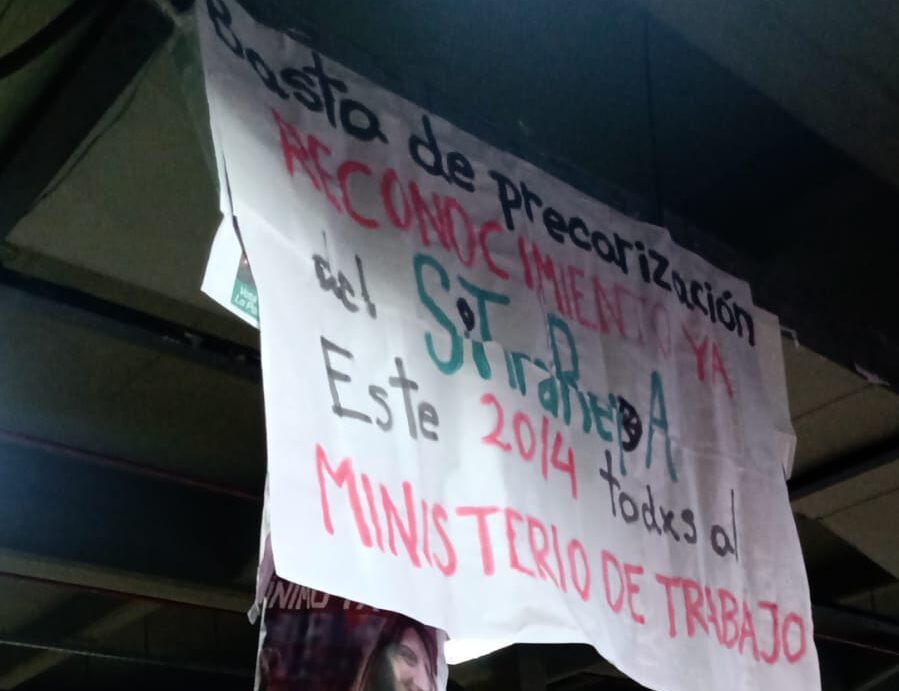 Basta de precarización
RECONOCIMIENTO YA
del SiTraRepA
Este 2014 todxs al
MINISTERIO DE TRABAJO